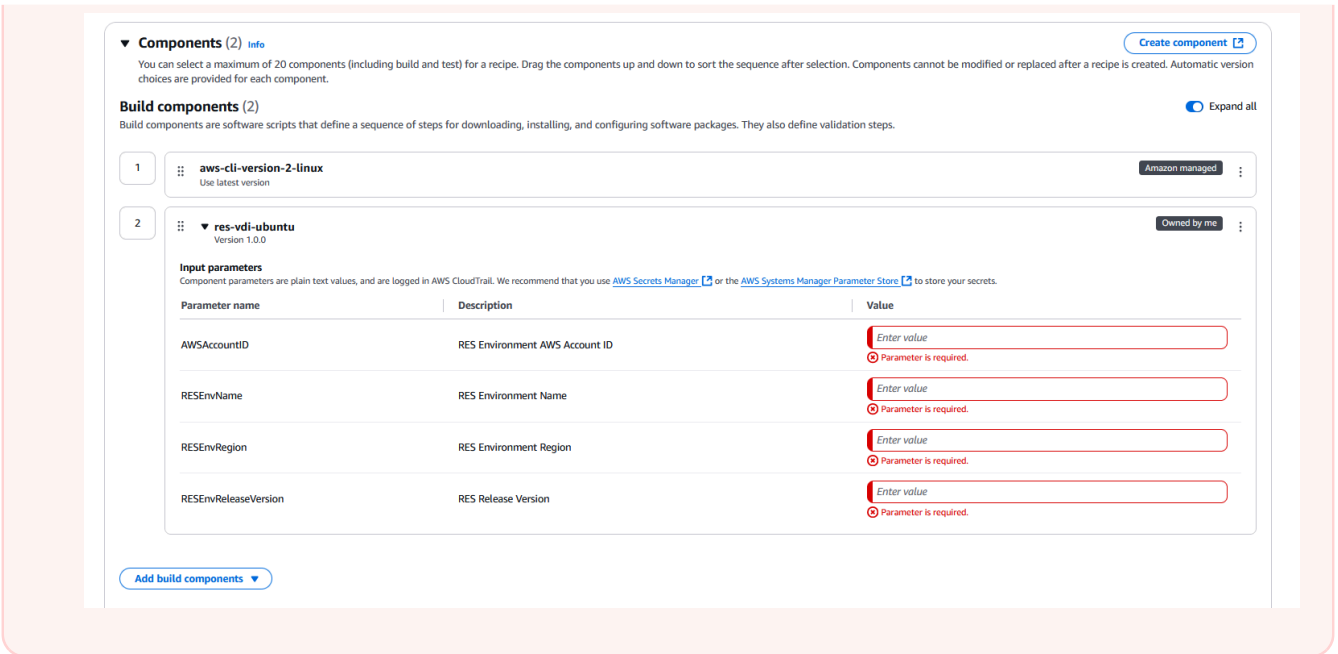 Components (2) Info
Create component
You can select a maximum of 20 components (including build and test) for a recipe. Drag the components up and down to sort the sequence after selection. Components cannot be modified or replaced after a recipe is created. Automatic version
choices are provided for each component.
Build components (2)
Expand all
Build components are software scripts that define a sequence of steps for downloading, installing, and configuring software packages. They also define validation steps.
1
aws-cli-version-2-linux
Amazon managed
Use latest version
2
res-vdi-ubuntu
Owned by me
Version 1.0.0
Input parameters
Component parameters are plain text values, and are logged in AWS CloudTrail. We recommend that you use AWS Secrets Manager or the AWS Systems Manager Parameter Store to store your secrets.
Parameter name Description Value
AWSAccountID RES Environment AWS Account ID Enter value
Parameter is required.
RESEnvName RES Environment Name Enter value
Parameter is required.
RESEnvRegion RES Environment Region Enter value
Parameter is required.
RESEnvReleaseVersion RES Release Version Enter value
Parameter is required.
Add build components